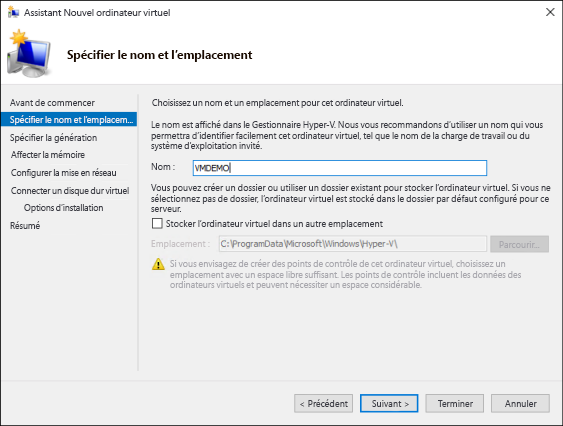 Assistant Nouvel ordinateur virtuel
Spécifier le nom et l'emplacement
Avant de commencer
Spécifier le nom et l'emplacem...
Spécifier la génération
Affecter la mémoire
Configurer la mise en réseau
Connecter un disque dur virtuel
Options d'installation
Résumé
Choisissez un nom et un emplacement pour cet ordinateur virtuel.
Le nom est affiché dans le Gestionnaire Hyper-V. Nous vous recommandons d'utiliser un nom qui vous
permettra d'identifier facilement cet ordinateur virtuel, tel que le nom de la charge de travail ou du
système d'exploitation invité.
Nom : VMDEMO
Vous pouvez créer un dossier ou utiliser un dossier existant pour stocker l'ordinateur virtuel. Si vous ne
sélectionnez pas de dossier, l'ordinateur virtuel est stocké dans le dossier par défaut configuré pour ce
serveur.
Stocker l'ordinateur virtuel dans un autre emplacement
Emplacement : C:\ProgramData\Microsoft\Windows\Hyper-V\ Parcourir...
Si vous envisagez de créer des points de contrôle de cet ordinateur virtuel, choisissez un
emplacement avec un espace libre suffisant. Les points de contrôle incluent les données des
ordinateurs virtuels et peuvent nécessiter un espace considérable.
< Précédent Suivant > Terminer Annuler